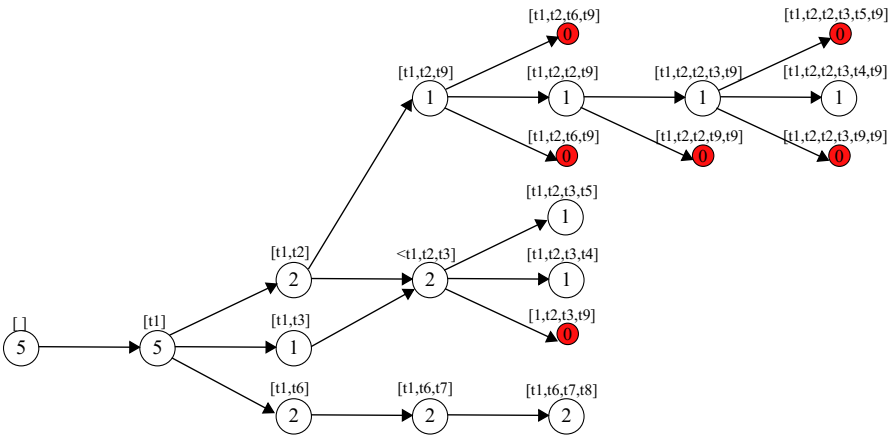 [t1,t2,t6,t9]
0
[t1,t2,t2,t3,t5,t9]
0
[t1,t2,t9]
1
[t1,t2,t2,t9]
1
[t1,t2,t2,t3,t9]
1
[t1,t2,t2,t3,t4,t9]
1
[t1,t2,t6,t9]
0
[t1,t2,t2,t9,t9]
0
[t1,t2,t2,t3,t9,t9]
0
[t1,t2,t3,t5]
1
[t1,t2]
2
<t1,t2,t3]
2
[t1,t2,t3,t4]
1
[1,t2,t3,t9]
0
[ ]
5
[t1]
5
[t1,t3]
1
[t1,t6]
2
[t1,t6,t7]
2
[t1,t6,t7,t8]
2